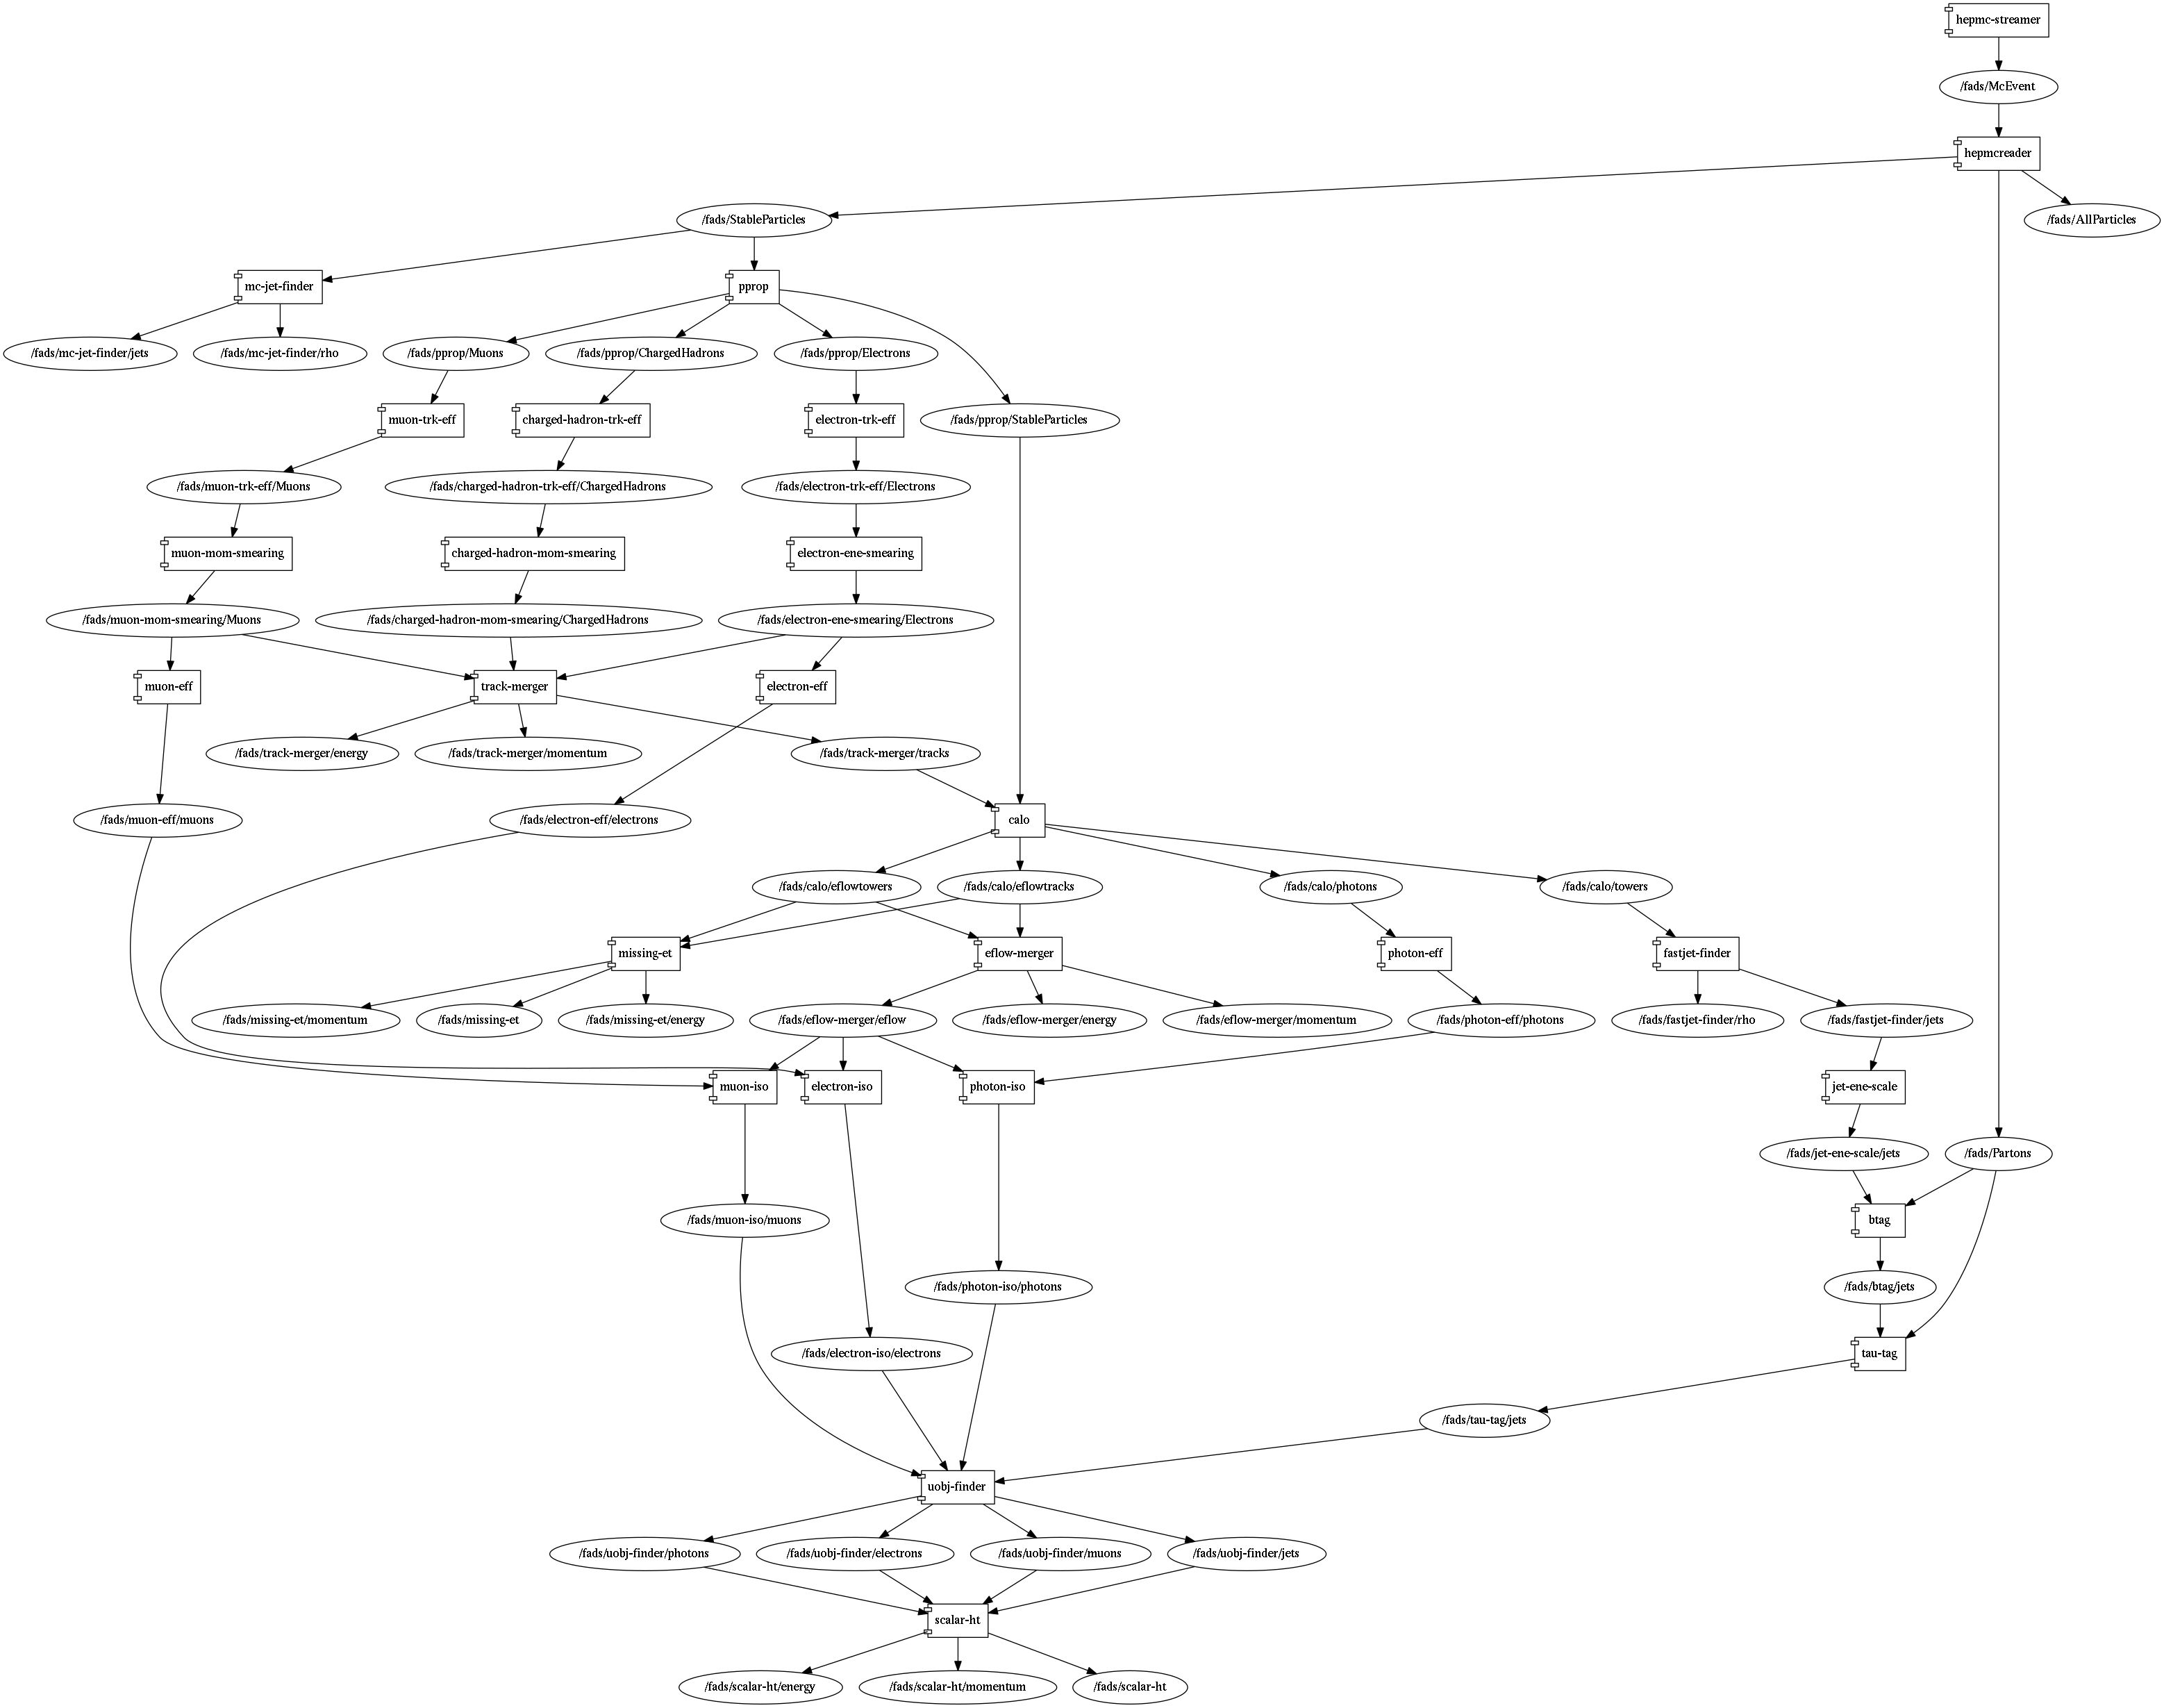 hepmc-streamer
/fads/McEvent
hepmcreader
/fads/StableParticles
/fads/AllParticles
mc-jet-finder
pprop
/fads/mc-jet-finder/jets
/fads/mc-jet-finder/rho
/fads/pprop/Muons
/fads/pprop/ChargedHadrons
/fads/pprop/Electrons
muon-trk-eff
charged-hadron-trk-eff
electron-trk-eff
/fads/pprop/StableParticles
/fads/muon-trk-eff/Muons
/fads/charged-hadron-trk-eff/ChargedHadrons
/fads/electron-trk-eff/Electrons
muon-mom-smearing
charged-hadron-mom-smearing
electron-ene-smearing
/fads/muon-mom-smearing/Muons
/fads/charged-hadron-mom-smearing/ChargedHadrons
/fads/electron-ene-smearing/Electrons
muon-eff
track-merger
electron-eff
/fads/track-merger/energy
/fads/track-merger/momentum
/fads/track-merger/tracks
/fads/muon-eff/muons
/fads/electron-eff/electrons
calo
/fads/calo/eflowtowers
/fads/calo/eflowtracks
/fads/calo/photons
/fads/calo/towers
missing-et
eflow-merger
photon-eff
fastjet-finder
/fads/missing-et/momentum
/fads/missing-et
/fads/missing-et/energy
/fads/eflow-merger/eflow
/fads/eflow-merger/energy
/fads/eflow-merger/momentum
/fads/photon-eff/photons
/fads/fastjet-finder/rho
/fads/fastjet-finder/jets
muon-iso
electron-iso
photon-iso
jet-ene-scale
/fads/jet-ene-scale/jets
/fads/Partons
/fads/muon-iso/muons
btag
/fads/photon-iso/photons
/fads/btag/jets
/fads/electron-iso/electrons
tau-tag
/fads/tau-tag/jets
uobj-finder
/fads/uobj-finder/photons
/fads/uobj-finder/electrons
/fads/uobj-finder/muons
/fads/uobj-finder/jets
scalar-ht
/fads/scalar-ht/energy
/fads/scalar-ht/momentum
/fads/scalar-ht